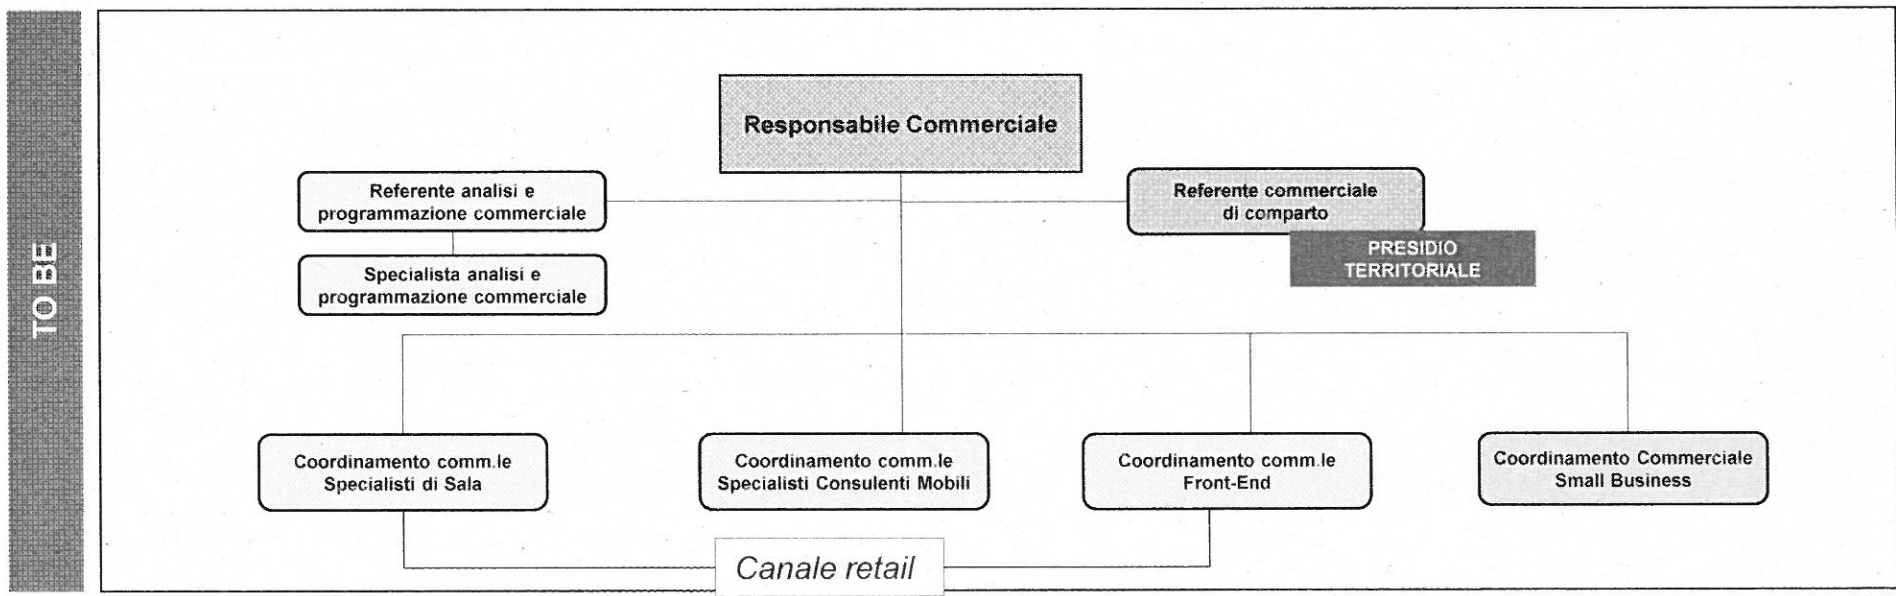 TO BE
Responsabile Commerciale
Referente analisi e
programmazione commerciale
Referente commerciale
di comparto
PRESIDIO
TERRITORIALE
Specialista analisi e
programmazione commerciale
Coordinamento comm.le
Specialisti di Sala
Coordinamento comm.le
Specialisti Consulenti Mobili
Coordinamento comm.le
Front-End
Coordinamento Commerciale
Small Business
Canale retail